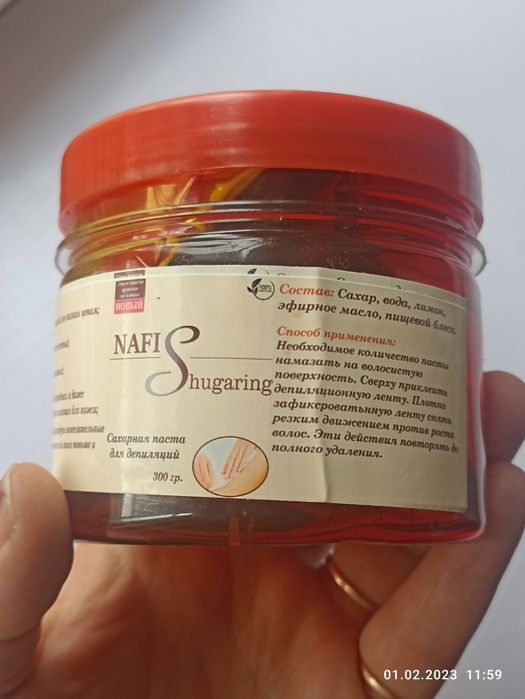 НОВЫЙ
NAFIS
Shugaring
Сахарная паста
для депиляций
300 гр.
Состав: Сахар, вода, лимон,
эфирное масло, пищевой блеск.
Способ применения:
Необходимое количество пасты
намазать на волосистую
поверхность. Сверху приклеить
депиляционную ленту. Плотно
зафиксроватьнную ленту снять
резким движением против роста
волос. Эти действия повторять до
полного удаления.
01.02.2023 11:59